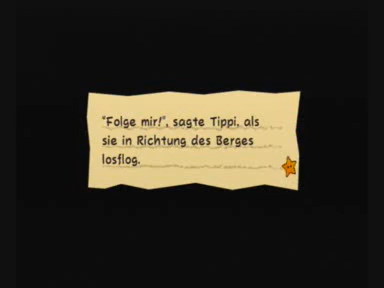 "Folge mir!", sagte Tippi, als
sie in Richtung des Berges
losflog.